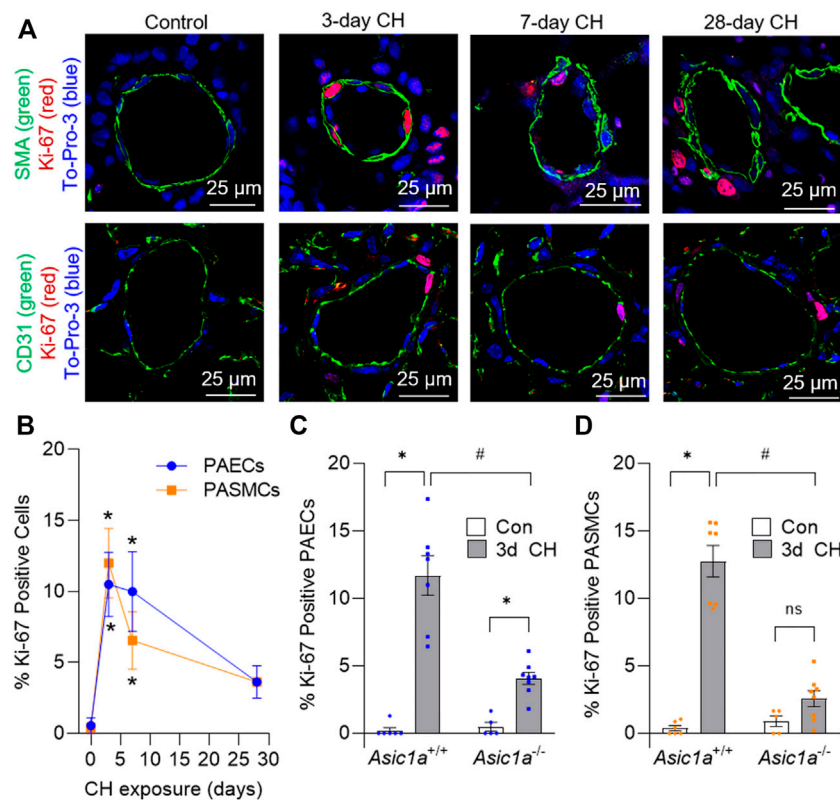 A
Control
3-day CH
7-day CH
28-day CH
SMA (green)
Ki-67 (red)
To-Pro-3 (blue)
25 µm
25 µm
25 µm
25 µm
CD31 (green)
Ki-67 (red)
To-Pro-3 (blue)
25 µm
25 µm
25 µm
25 µm
B
% Ki-67 Positive Cells
20
15
10
5
0
PAECs
PASMCs
*
*
*
*
0 5 10 15 20 25 30
CH exposure (days)
C
% Ki-67 Positive PAECs
20
15
10
5
0
*
#
Con
3d CH
*
Asic1a+/+
Asic1a-/-
D
% Ki-67 Positive PASMCs
20
15
10
5
0
*
#
Con
3d CH
ns
Asic1a+/+
Asic1a-/-